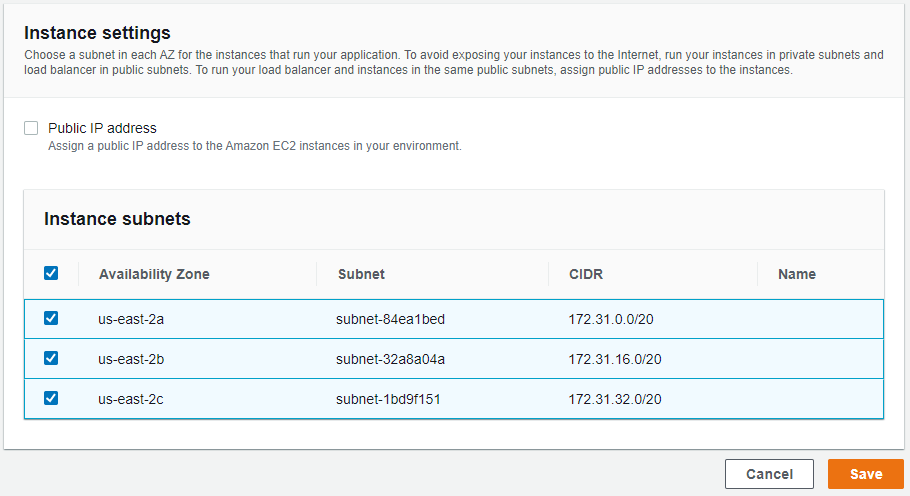 Instance settings
Choose a subnet in each AZ for the instances that run your application. To avoid exposing your instances to the Internet, run your instances in private subnets and
load balancer in public subnets. To run your load balancer and instances in the same public subnets, assign public IP addresses to the instances.
Public IP address
Assign a public IP address to the Amazon EC2 instances in your environment.
Instance subnets
Availability Zone Subnet CIDR Name
us-east-2a subnet-84ea1bed 172.31.0.0/20
us-east-2b subnet-32a8a04a 172.31.16.0/20
us-east-2c subnet-1bd9f151 172.31.32.0/20
Cancel Save